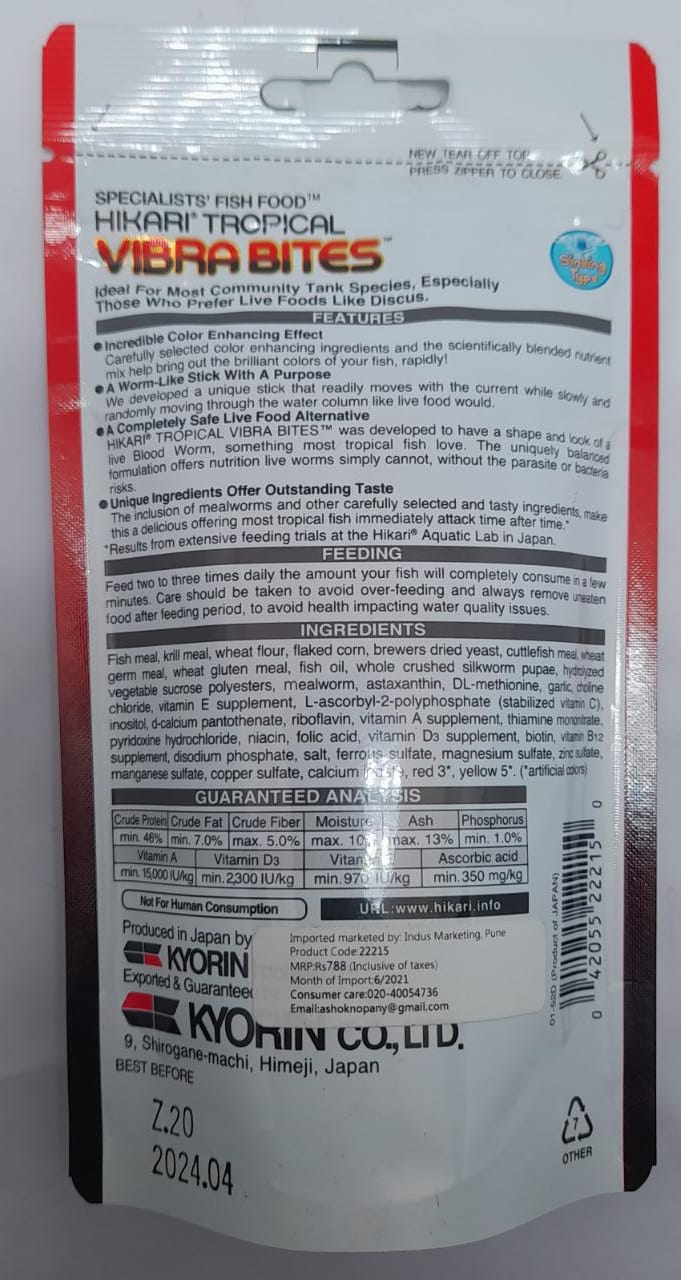 NEW TEAR OFF TOP
PRESS ZIPPER TO CLOSE
SPECIALISTS' FISH FOOD™
HIKARI® TROPICAL
VIBRA BITES™
Sinking
Type
Ideal For Most Community Tank Species, Especially
Those Who Prefer Live Foods Like Discus.
FEATURES
● Incredible Color Enhancing Effect
Carefully selected color enhancing ingredients and the scientifically blended nutrient
mix help bring out the brilliant colors of your fish, rapidly!
● A Worm-Like Stick With A Purpose
We developed a unique stick that readily moves with the current while slowly and
randomly moving through the water column like live food would.
● A Completely Safe Live Food Alternative
HIKARI® TROPICAL VIBRA BITES™ was developed to have a shape and look of a
live Blood Worm, something most tropical fish love. The uniquely balanced
formulation offers nutrition live worms simply cannot, without the parasite or bacteria
risks.
● Unique Ingredients Offer Outstanding Taste
The inclusion of mealworms and other carefully selected and tasty ingredients, make
this a delicious offering most tropical fish immediately attack time after time.*
*Results from extensive feeding trials at the Hikari® Aquatic Lab in Japan.
FEEDING
Feed two to three times daily the amount your fish will completely consume in a few
minutes. Care should be taken to avoid over-feeding and always remove uneaten
food after feeding period, to avoid health impacting water quality issues.
INGREDIENTS
Fish meal, krill meal, wheat flour, flaked corn, brewers dried yeast, cuttlefish meal, wheat
germ meal, wheat gluten meal, fish oil, whole crushed silkworm pupae, hydrolyzed
vegetable sucrose polyesters, mealworm, astaxanthin, DL-methionine, garlic, choline
chloride, vitamin E supplement, L-ascorbyl-2-polyphosphate (stabilized vitamin C),
inositol, d-calcium pantothenate, riboflavin, vitamin A supplement, thiamine mononitrate,
pyridoxine hydrochloride, niacin, folic acid, vitamin D3 supplement, biotin, vitamin B12
supplement, disodium phosphate, salt, ferrous sulfate, magnesium sulfate, zinc sulfate,
manganese sulfate, copper sulfate, calcium red 3*, yellow 5*. (*artificial colors)
GUARANTEED ANALYSIS
Crude Protein Crude Fat Crude Fiber Moisture Ash Phosphorus
min. 46% min. 7.0% max. 5.0% max. max. 13% min. 1.0%
Vitamin A Vitamin D3 Ascorbic acid
min. 15,000 IU/kg min. 2,300 IU/kg min. 970 IU/kg min. 350 mg/kg
Not For Human Consumption
URL:www.hikari.info
Produced in Japan by
KYORIN
Exported & Guaranteed
KYORIN CO., LTD.
9, Shirogane-machi, Himeji, Japan
Imported marketed by: Indus Marketing, Pune
Product Code:22215
MRP:Rs788 (Inclusive of taxes)
Month of Import:6/2021
Consumer care:020-40054736
Email:ashoknopany@gmail.com
01-52D (Product of JAPAN)
0 42055 22215 0
BEST BEFORE
Z.20
2024.04
7
OTHER